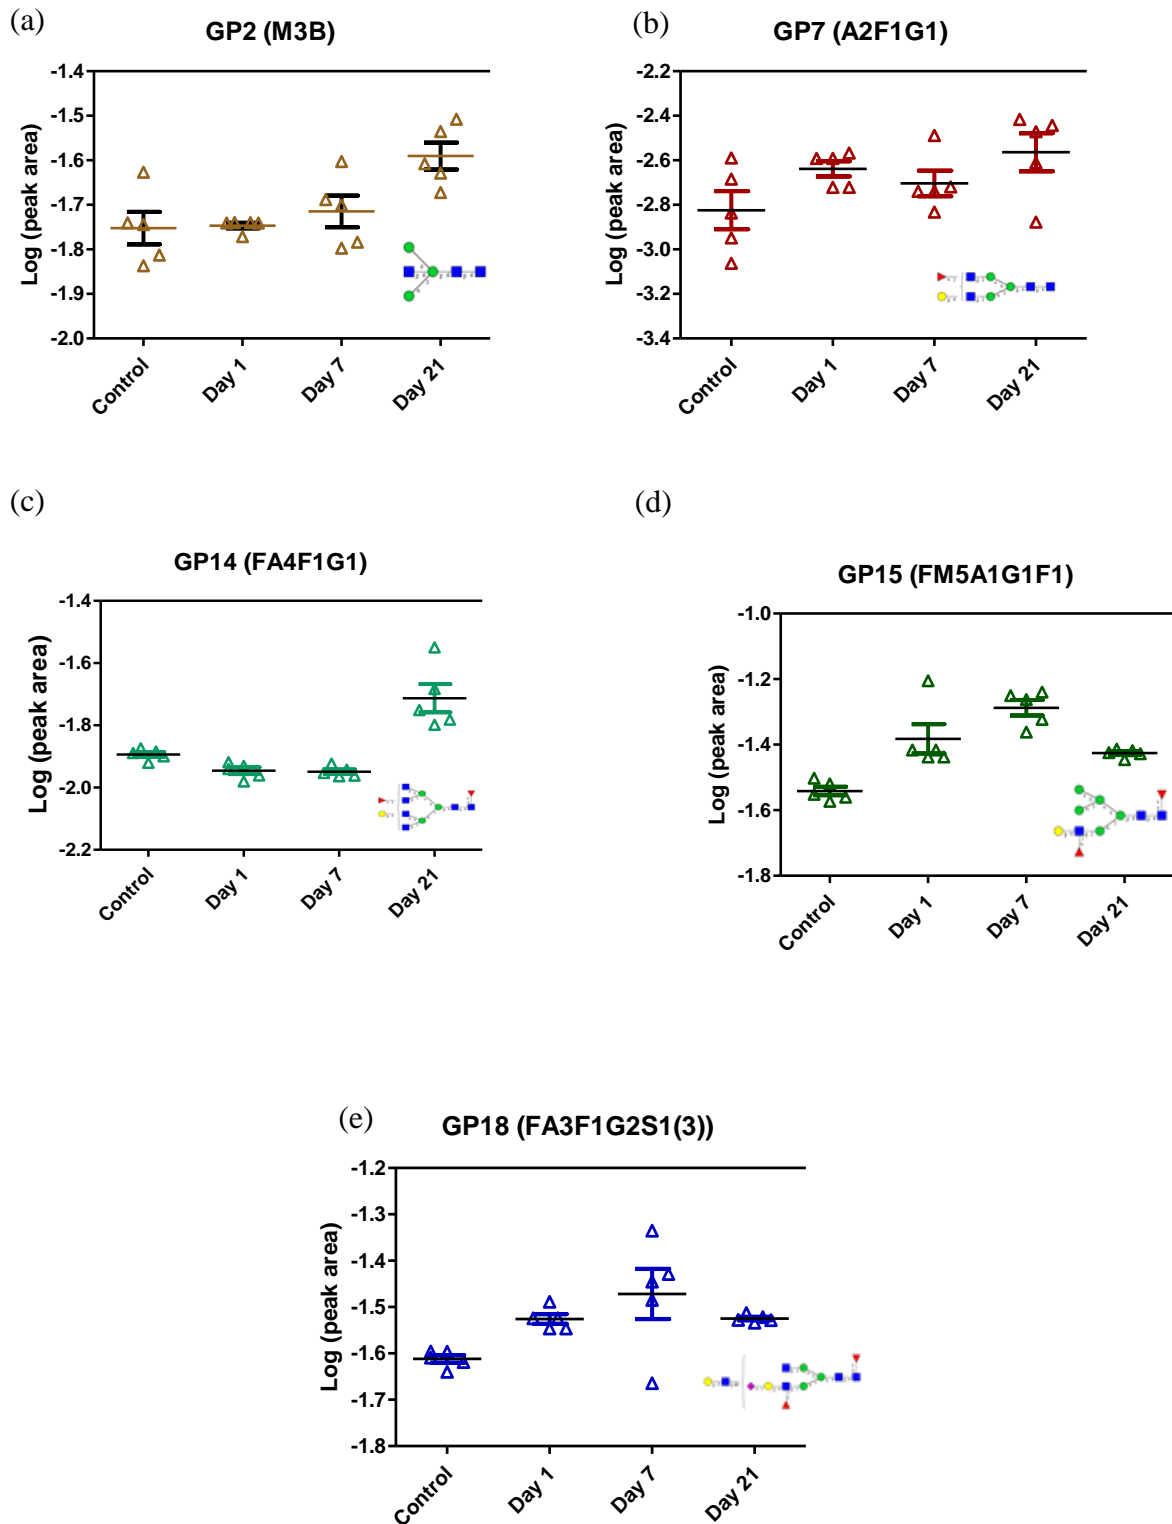 (a)
GP2 (M3B)
Log (peak area)
-1.4
-1.5
-1.6
-1.7
-1.8
-1.9
-2.0
Control
Day 1
Day 7
Day 21
(b)
GP7 (A2F1G1)
Log (peak area)
-2.2
-2.4
-2.6
-2.8
-3.0
-3.2
-3.4
Control
Day 1
Day 7
Day 21
(c)
GP14 (FA4F1G1)
Log (peak area)
-1.4
-1.6
-1.8
-2.0
-2.2
Control
Day 1
Day 7
Day 21
(d)
GP15 (FM5A1G1F1)
Log (peak area)
-1.0
-1.2
-1.4
-1.6
-1.8
Control
Day 1
Day 7
Day 21
(e)
GP18 (FA3F1G2S1(3))
Log (peak area)
-1.2
-1.3
-1.4
-1.5
-1.6
-1.7
-1.8
Control
Day 1
Day 7
Day 21